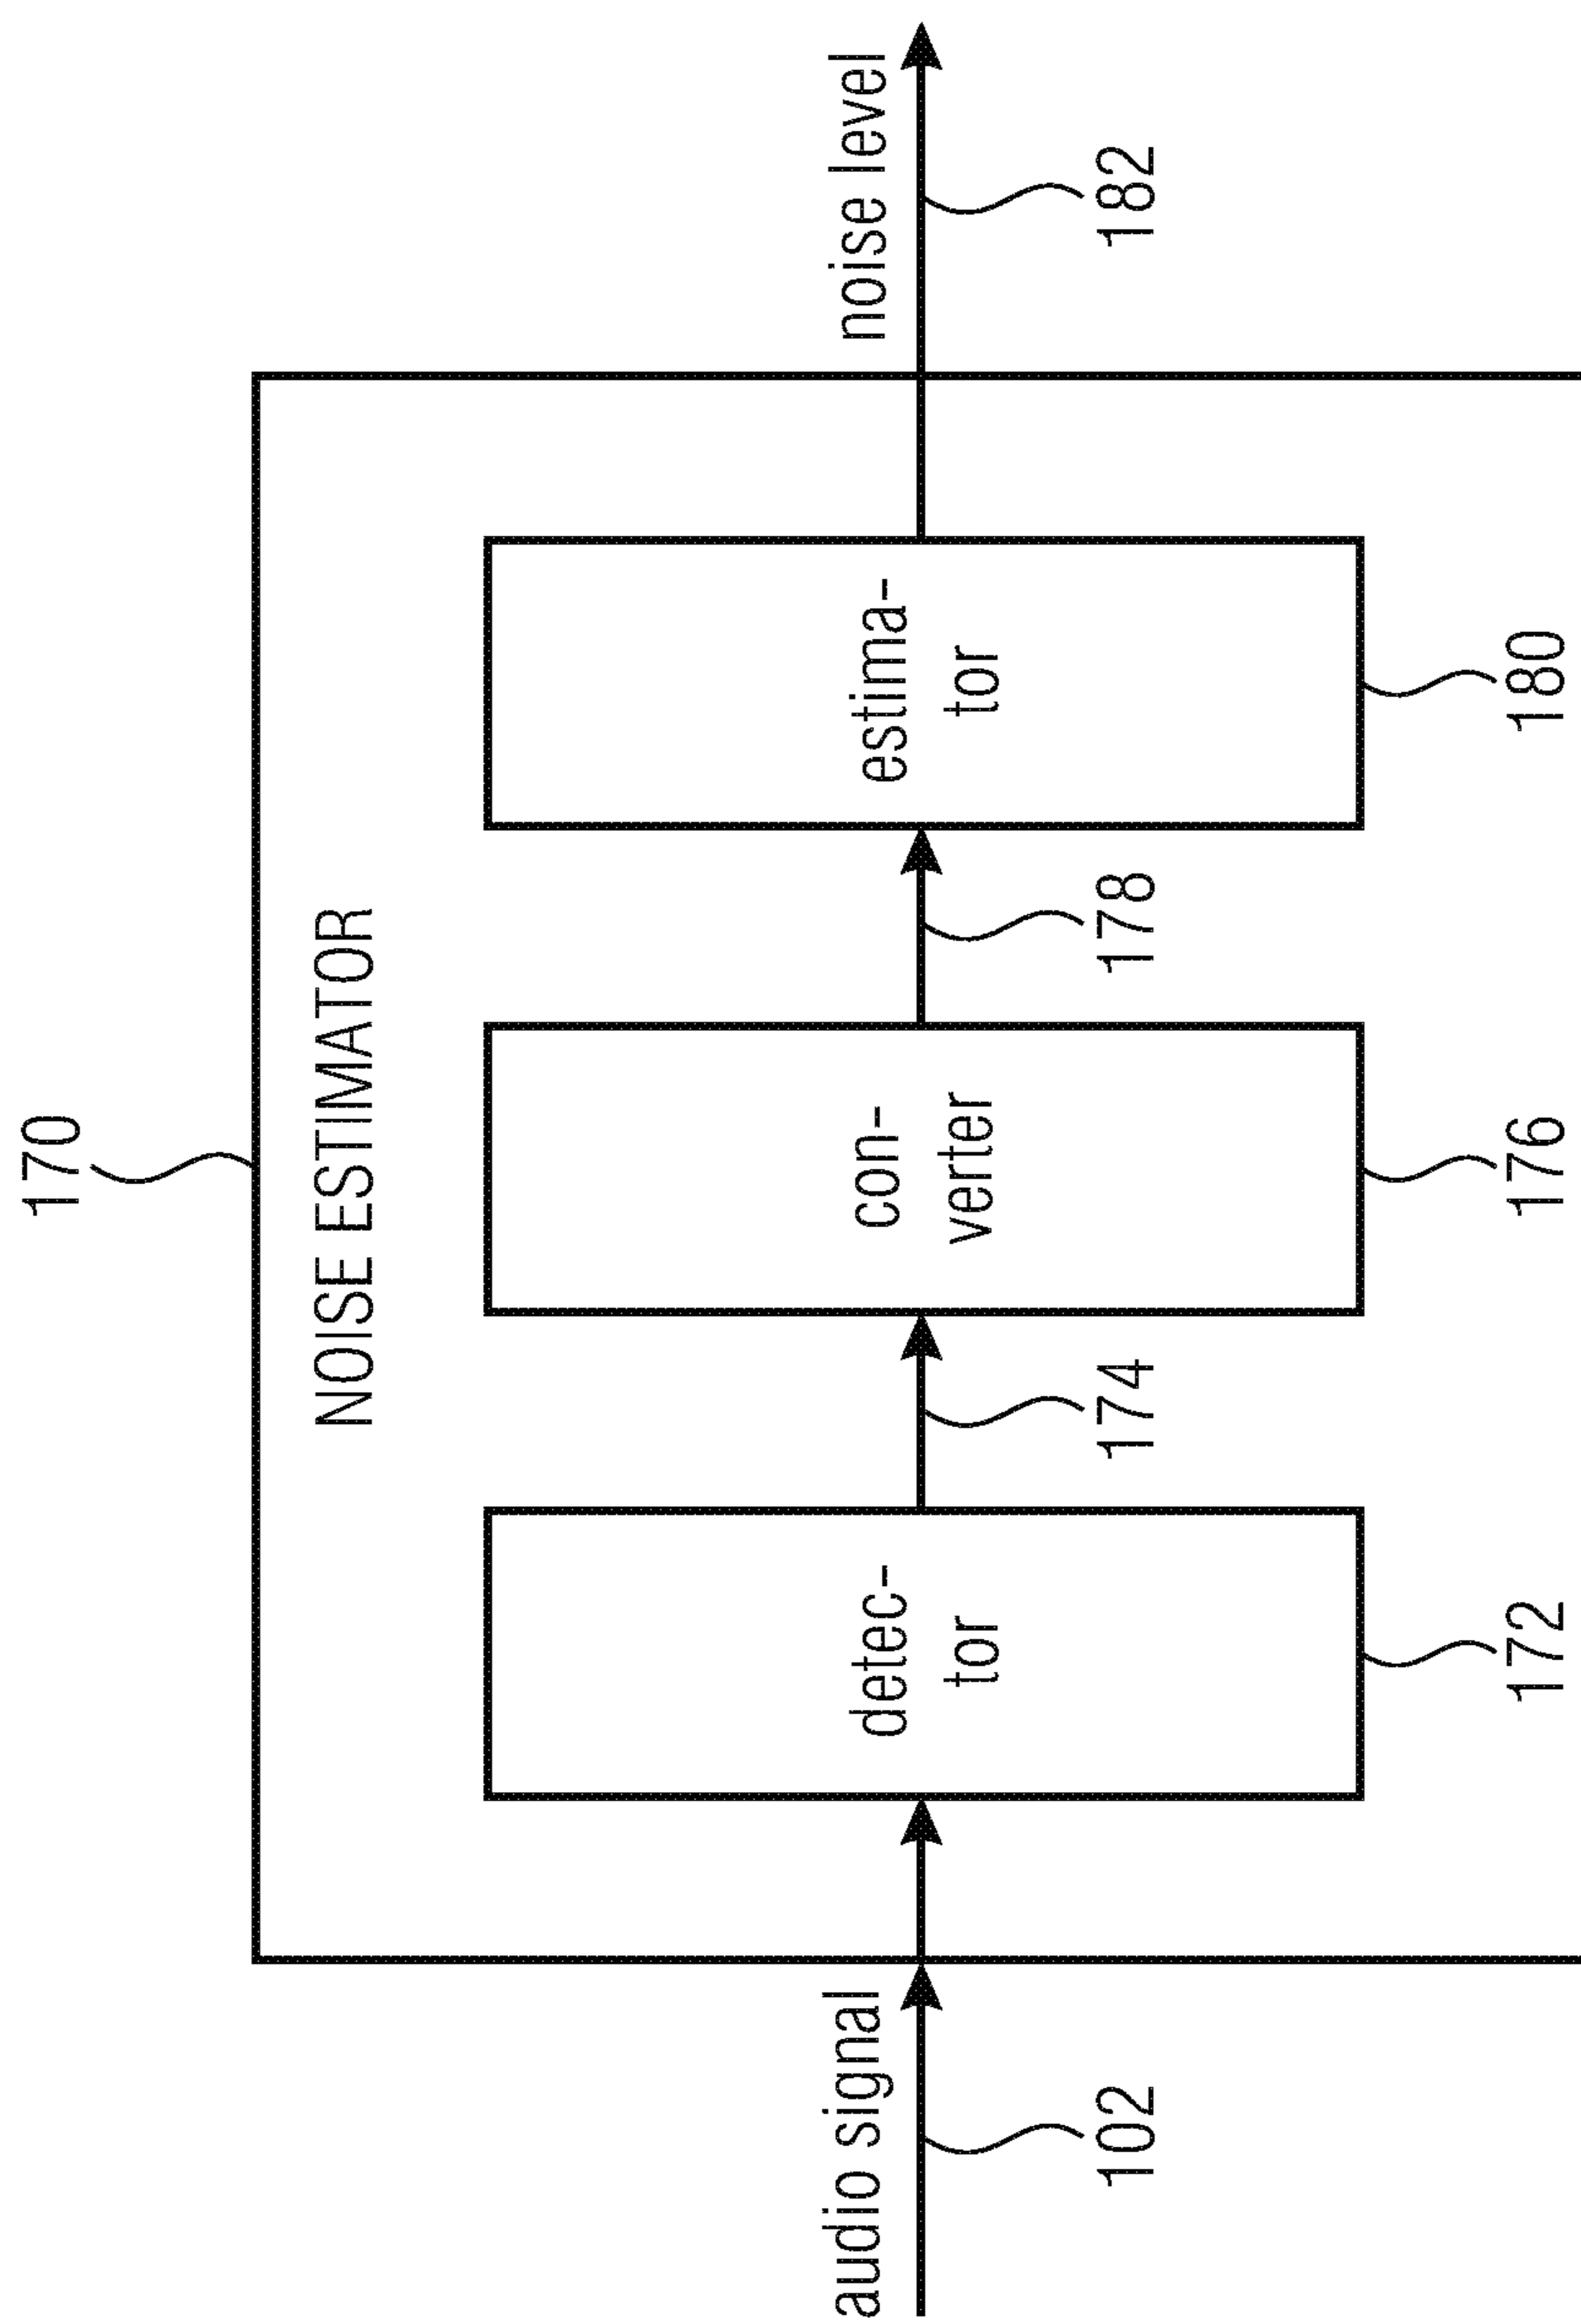 170
NOISE ESTIMATOR
audio signal
102
detec-
tor
172
174
con-
verter
176
178
estima-
tor
180
noise level
182